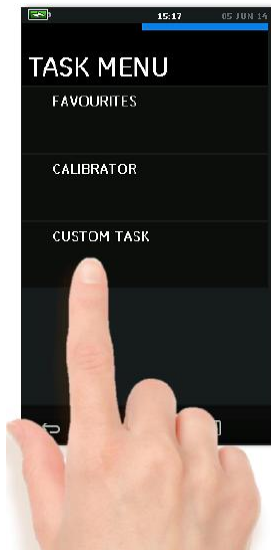 15:17 05 JUN 14
TASK MENU
FAVOURITES
CALIBRATOR
CUSTOM TASK